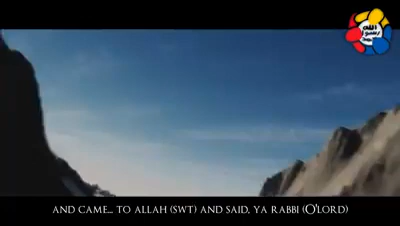 AND CAME... TO ALLAH (SWT) AND SAID, YA RABBI (O'LORD)